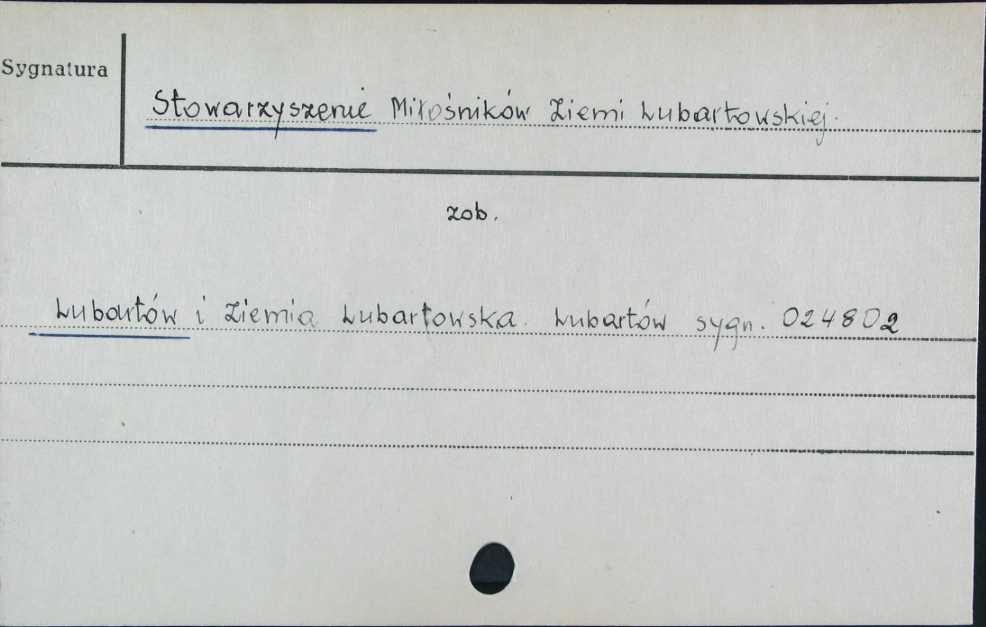 Sygnatura
Stowarzyszenie Miłośników Ziemi Lubartowskiej.
zob.
Lubartów i Ziemia Lubartowska. Lubartów sygn. 024802